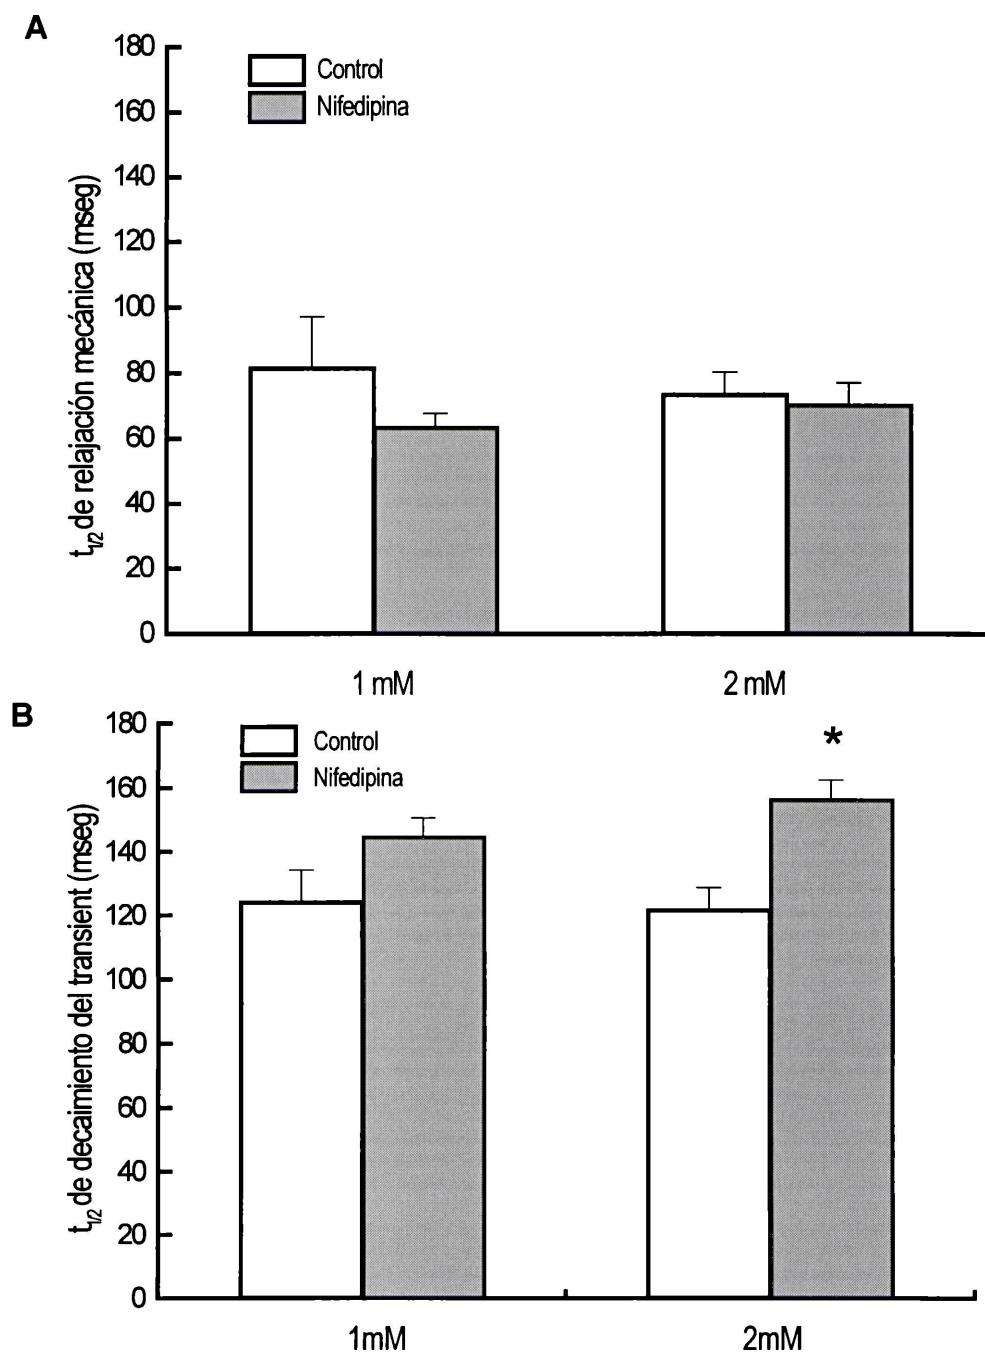 A
180
160
140
120
100
80
60
40
20
0
t1/2 de relajación mecánica (mseg)
Control
Nifedipina
1 mM
2 mM
B
180
160
140
120
100
80
60
40
20
0
t1/2 de decaimiento del transient (mseg)
Control
Nifedipina
*
1mM
2mM